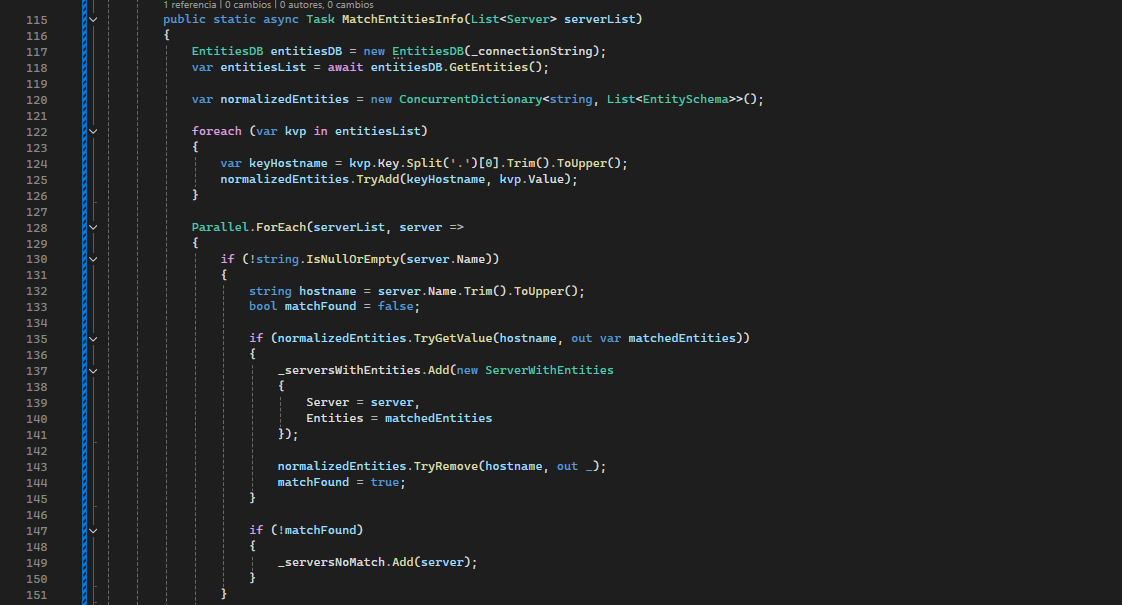 1 referencia | 0 cambios | 0 autores, 0 cambios
115 public static async Task MatchEntitiesInfo(List<Server> serverList)
116 {
117 EntitiesDB entitiesDB = new EntitiesDB(_connectionString);
118 var entitiesList = await entitiesDB.GetEntities();
119
120 var normalizedEntities = new ConcurrentDictionary<string, List<EntitySchema>>();
121
122 foreach (var kvp in entitiesList)
123 {
124 var keyHostname = kvp.Key.Split('.')[0].Trim().ToUpper();
125 normalizedEntities.TryAdd(keyHostname, kvp.Value);
126 }
127
128 Parallel.ForEach(serverList, server =>
129 {
130 if (!string.IsNullOrEmpty(server.Name))
131 {
132 string hostname = server.Name.Trim().ToUpper();
133 bool matchFound = false;
134
135 if (normalizedEntities.TryGetValue(hostname, out var matchedEntities))
136 {
137 _serversWithEntities.Add(new ServerWithEntities
138 {
139 Server = server,
140 Entities = matchedEntities
141 });
142
143 normalizedEntities.TryRemove(hostname, out _);
144 matchFound = true;
145 }
146
147 if (!matchFound)
148 {
149 _serversNoMatch.Add(server);
150 }
151 }